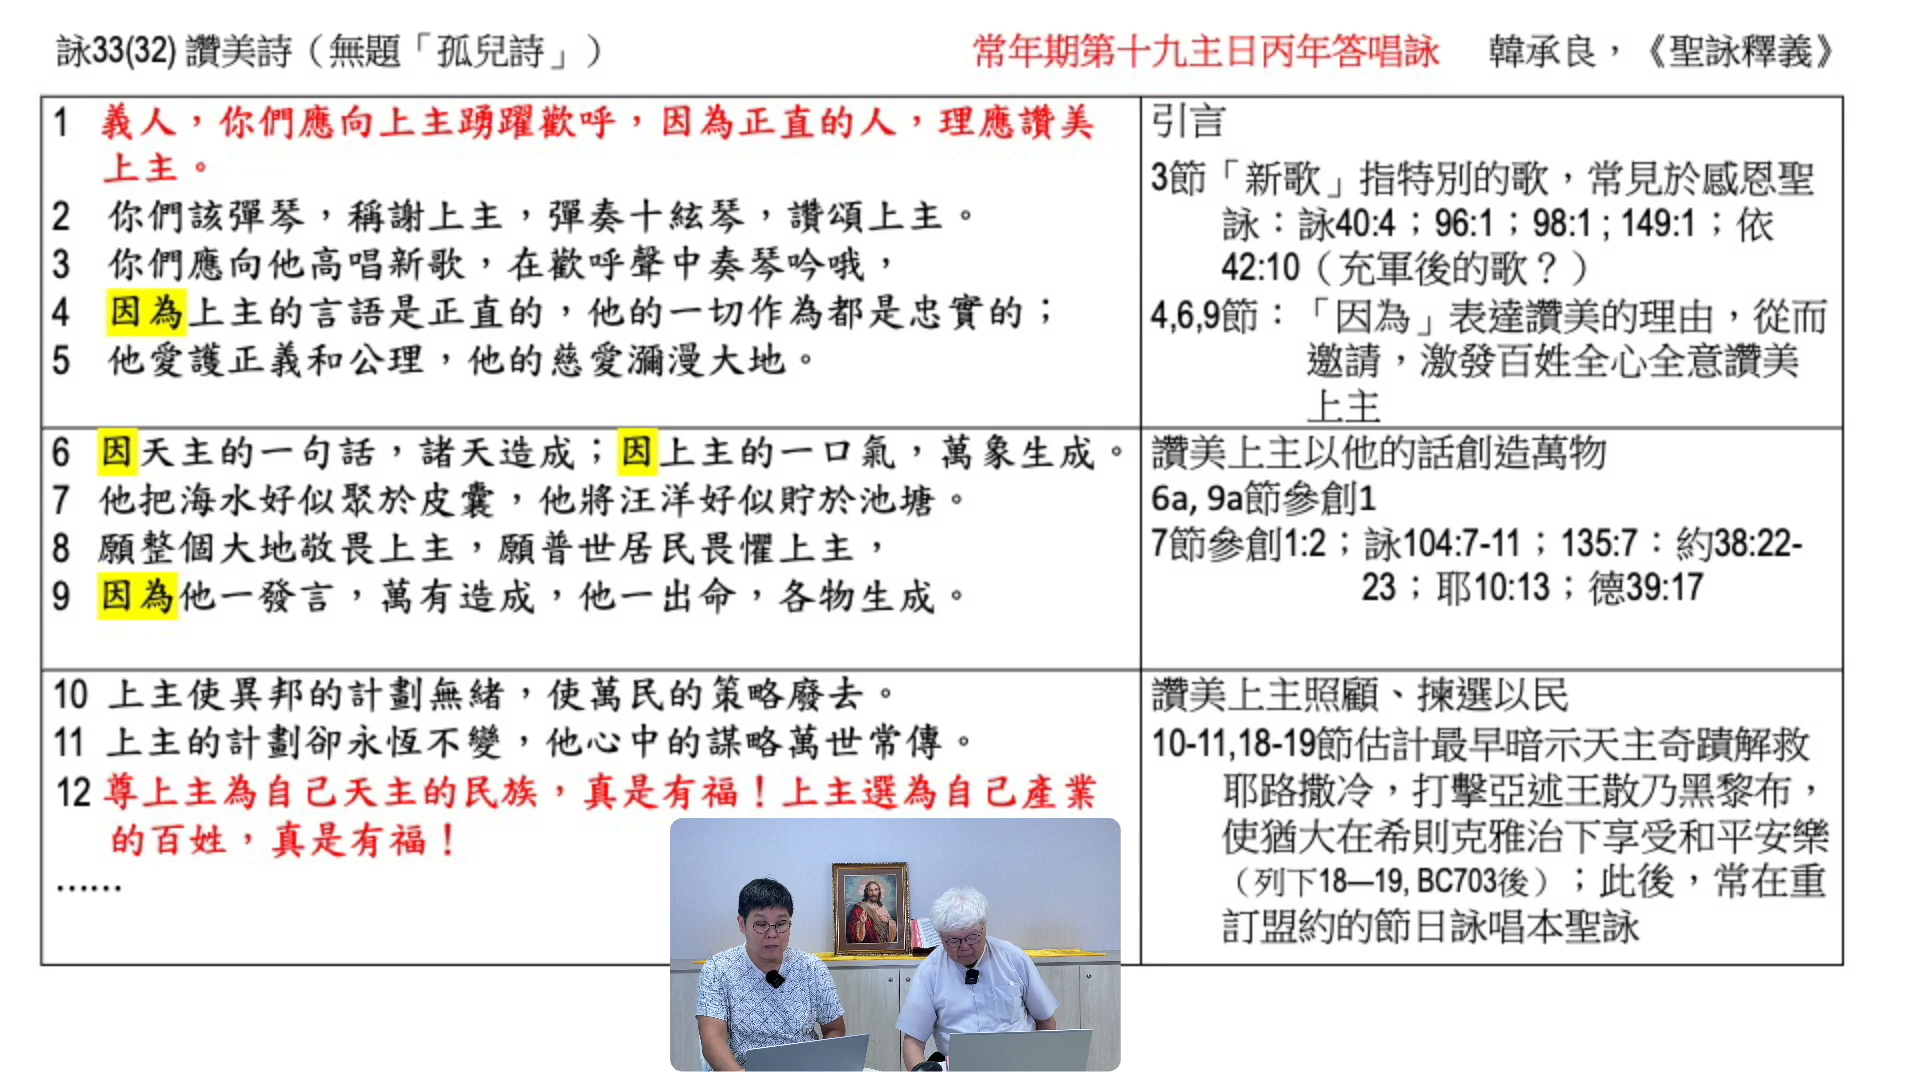 詠33(32) 讚美詩（無題「孤兒詩」）
常年期第十九主日丙年答唱詠 韓承良，《聖詠釋義》
1 義人，你們應向上主踴躍歡呼，因為正直的人，理應讚美
上主。
2 你們該彈琴，稱謝上主，彈奏十絃琴，讚頌上主。
3 你們應向他高唱新歌，在歡呼聲中奏琴吟哦，
4 因為上主的言語是正直的，他的一切作為都是忠實的；
5 他愛護正義和公理，他的慈愛瀰漫大地。
引言
3節「新歌」指特別的歌，常見於感恩聖
詠：詠40:4；96:1；98:1 ; 149:1；依
42:10（充軍後的歌？）
4,6,9節：「因為」表達讚美的理由，從而
邀請，激發百姓全心全意讚美
上主
6 因天主的一句話，諸天造成；因上主的一口氣，萬象生成。
7 他把海水好似聚於皮囊，他將汪洋好似貯於池塘。
8 願整個大地敬畏上主，願普世居民畏懼上主，
9 因為他一發言，萬有造成，他一出命，各物生成。
讚美上主以他的話創造萬物
6a, 9a節參創1
7節參創1:2；詠104:7-11；135:7：約38:22-
23；耶10:13；德39:17
10 上主使異邦的計劃無緒，使萬民的策略廢去。
11 上主的計劃卻永恆不變，他心中的謀略萬世常傳。
12 尊上主為自己天主的民族，真是有福！上主選為自己產業
的百姓，真是有福！
……
讚美上主照顧、揀選以民
10-11,18-19節估計最早暗示天主奇蹟解救
耶路撒冷，打擊亞述王散乃黑黎布，
使猶大在希則克雅治下享受和平安樂
（列下18—19, BC703後）；此後，常在重
訂盟約的節日詠唱本聖詠